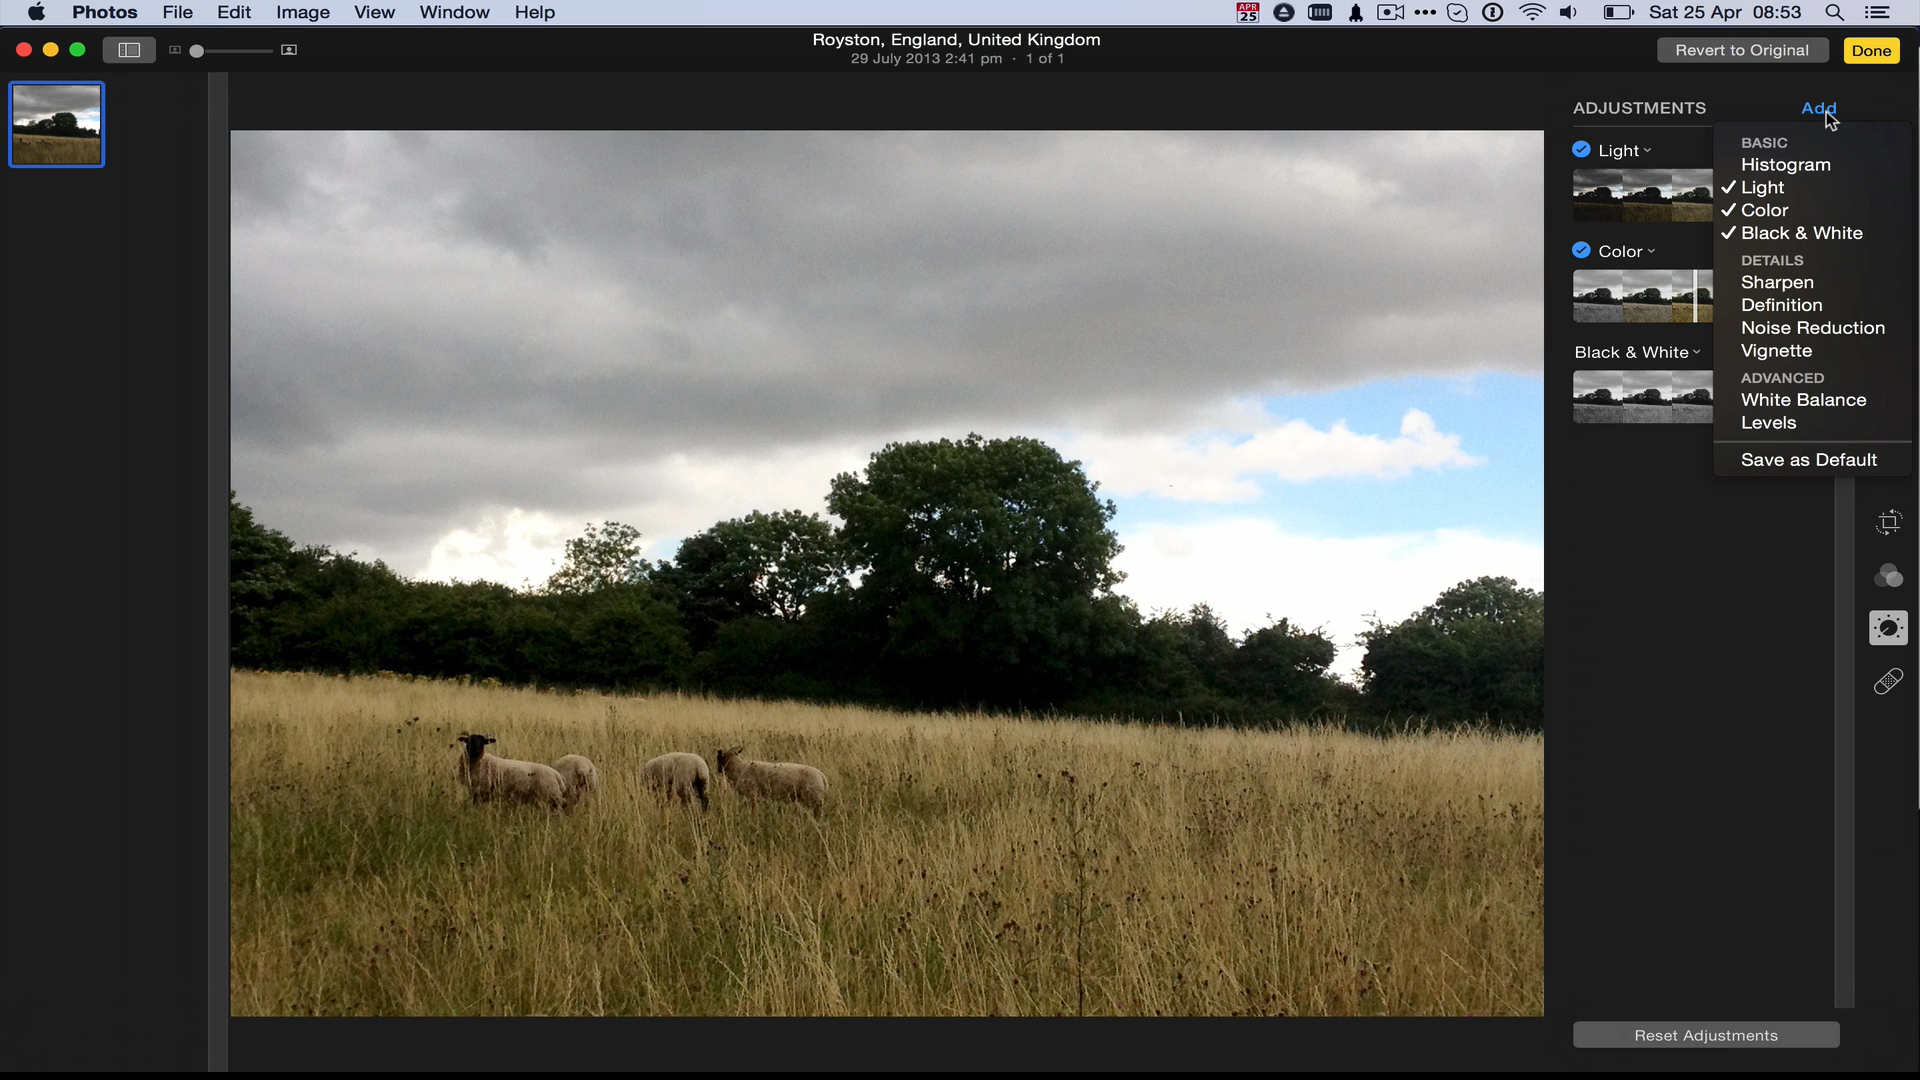 Photos File Edit Image View Window Help
APR 25
Sat 25 Apr 08:53
Royston, England, United Kingdom
29 July 2013 2:41 pm · 1 of 1
Revert to Original
Done
ADJUSTMENTS
Add
Light
Color
Black & White
BASIC
Histogram
✓ Light
✓ Color
✓ Black & White
DETAILS
Sharpen
Definition
Noise Reduction
Vignette
ADVANCED
White Balance
Levels
Save as Default
Reset Adjustments